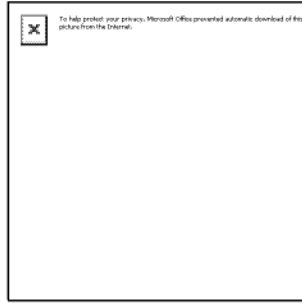 To help protect your privacy, Microsoft Office prevented automatic download of this
picture from the Internet.